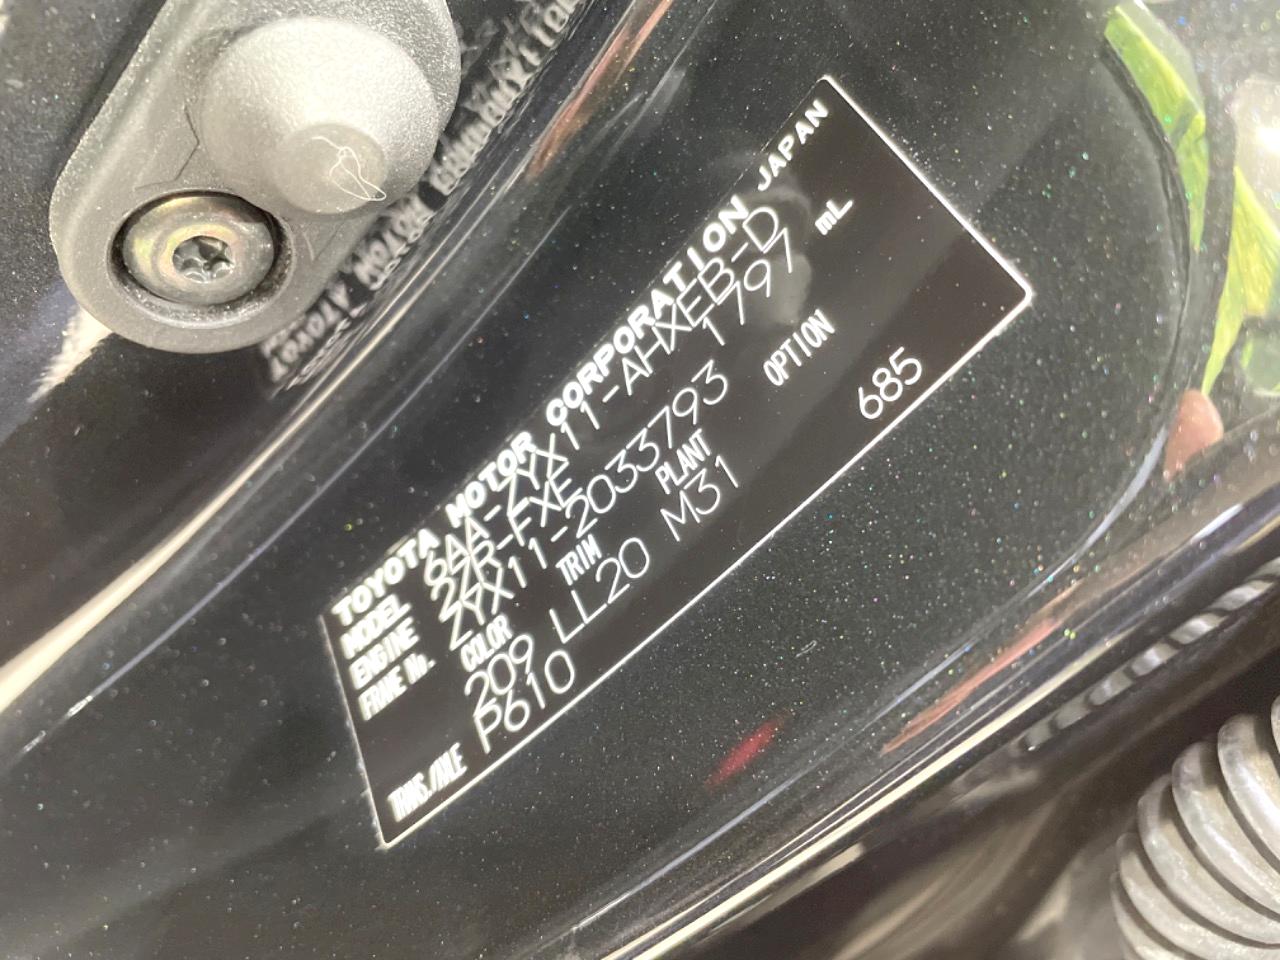 TOYOTA MOTOR CORPORATION JAPAN
MODEL 6AA-ZYX11-AHXEB-D
ENGINE 2ZR-FXE 1797 mL
FRAME No. ZYX11-2033793
COLOR TRIM PLANT OPTION
209 LL20 M31 685
TRANS./AXLE P610